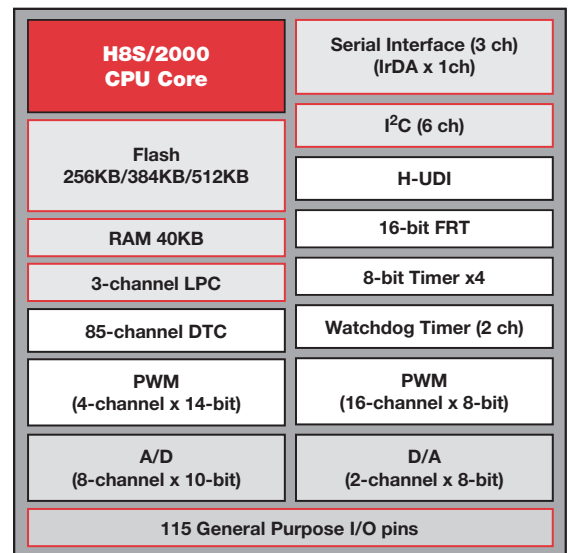 H8S/2000
CPU Core
Flash
256KB/384KB/512KB
RAM 40KB
3-channel LPC
85-channel DTC
PWM
(4-channel x 14-bit)
A/D
(8-channel x 10-bit)
Serial Interface (3 ch)
(IrDA x 1ch)
I²C (6 ch)
H-UDI
16-bit FRT
8-bit Timer x4
Watchdog Timer (2 ch)
PWM
(16-channel x 8-bit)
D/A
(2-channel x 8-bit)
115 General Purpose I/O pins